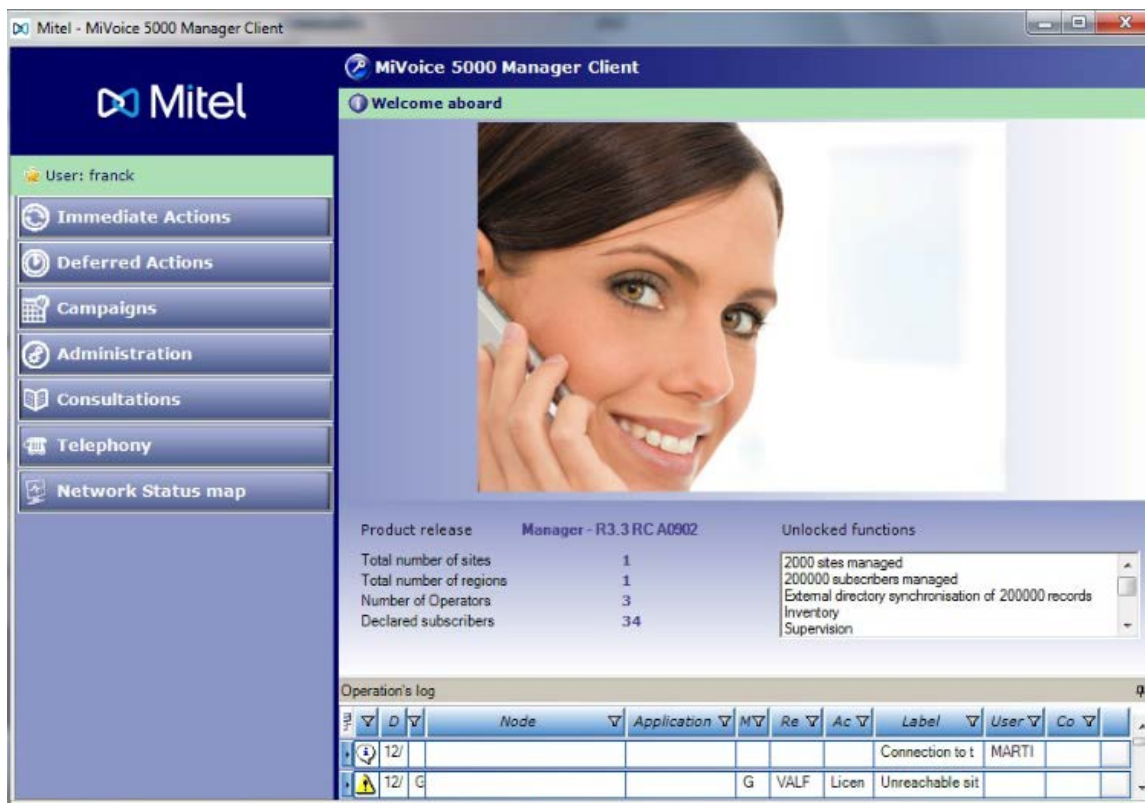 Mitel - MiVoice 5000 Manager Client
Mitel
MiVoice 5000 Manager Client
Welcome aboard
User: franck
Immediate Actions
Deferred Actions
Campaigns
Administration
Consultations
Telephony
Network Status map
Product release Manager - R3.3 RC A0902
Total number of sites 1
Total number of regions 1
Number of Operators 3
Declared subscribers 34
Unlocked functions
2000 sites managed
200000 subscribers managed
External directory synchronisation of 200000 records
Inventory
Supervision
Operation's log
D Node Application M Re Ac Label User Co
12/ Connection to t MARTI
12/ G G VALF Licen Unreachable sit